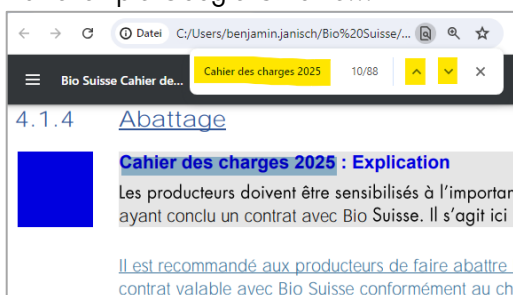 Datei C:/Users/benjamin.janisch/Bio%20Suisse/...
Bio Suisse Cahier de...
Cahier des charges 2025 10/88
4.1.4 Abattage
Cahier des charges 2025 : Explication
Les producteurs doivent être sensibilisés à l'importan
ayant conclu un contrat avec Bio Suisse. Il s'agit ici
Il est recommandé aux producteurs de faire abattre
contrat valable avec Bio Suisse conformément au ch